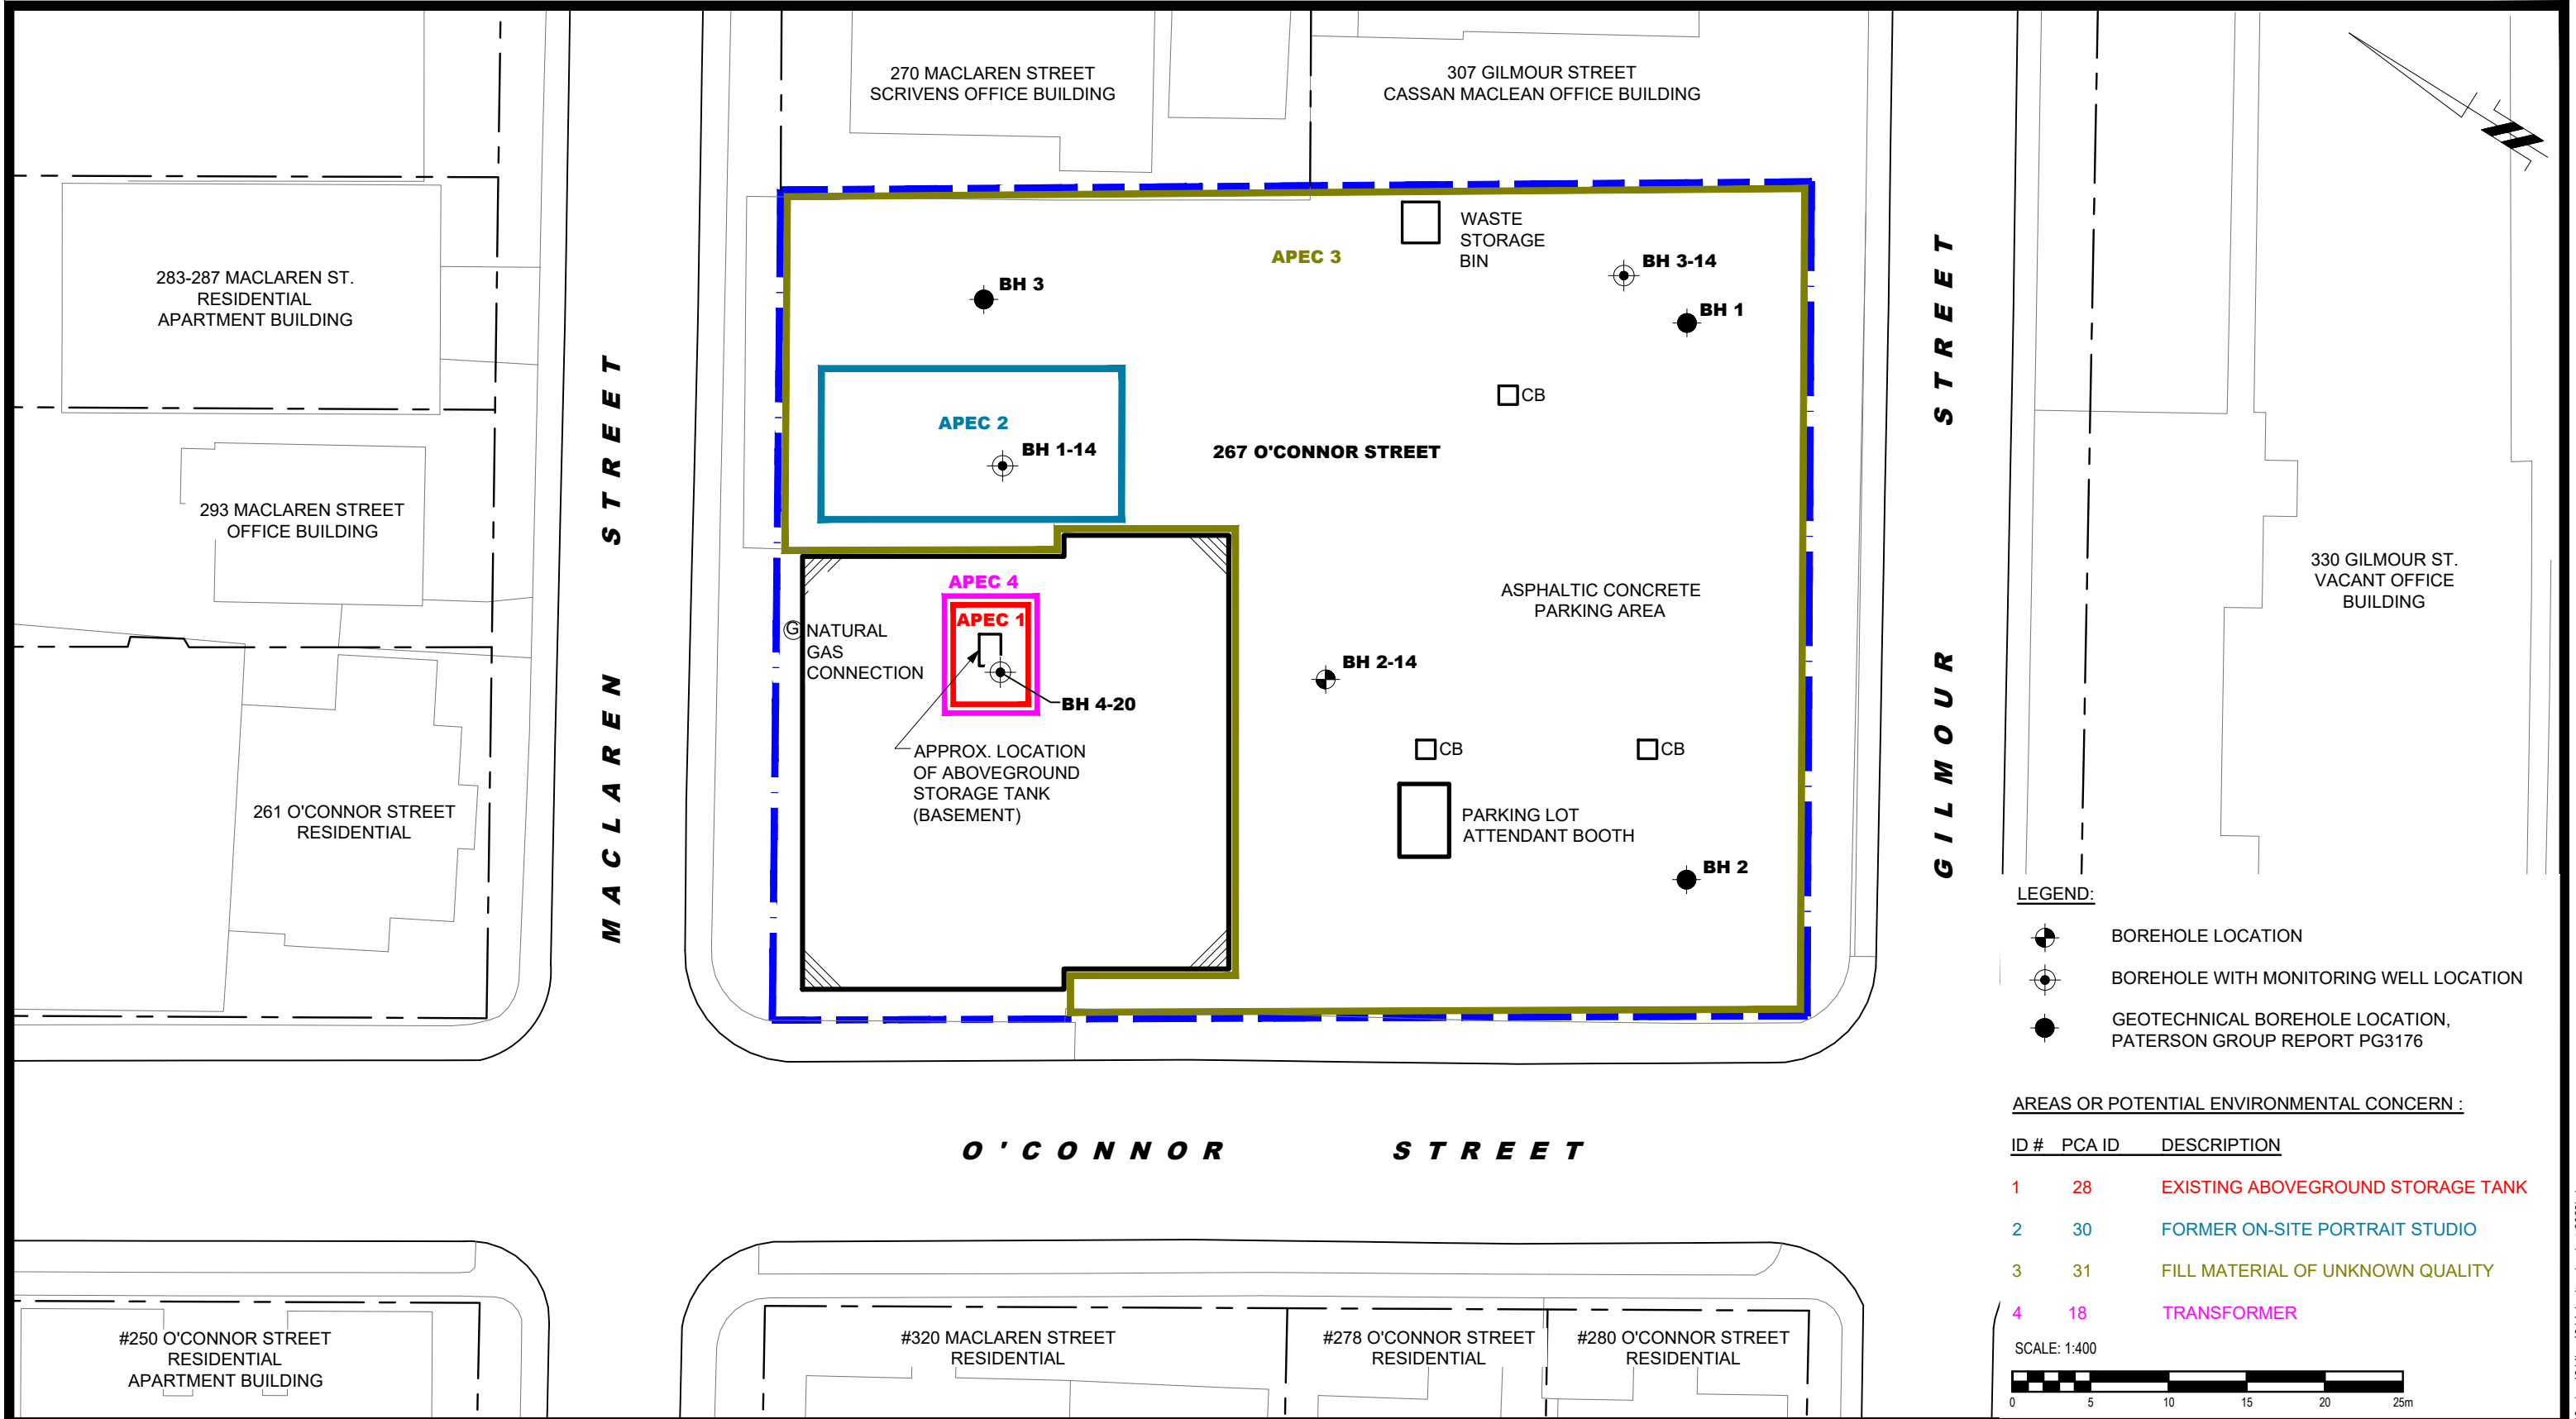 270 MACLAREN STREET
SCRIVENS OFFICE BUILDING
307 GILMOUR STREET
CASSAN MACLEAN OFFICE BUILDING
283-287 MACLAREN ST.
RESIDENTIAL
APARTMENT BUILDING
293 MACLAREN STREET
OFFICE BUILDING
261 O'CONNOR STREET
RESIDENTIAL
MACLAREN STREET
APEC 3
WASTE
STORAGE
BIN
BH 3-14
BH 3
BH 1
CB
APEC 2
BH 1-14
267 O'CONNOR STREET
ASPHALTIC CONCRETE
PARKING AREA
APEC 4
APEC 1
G
NATURAL
GAS
CONNECTION
BH 4-20
APPROX. LOCATION
OF ABOVEGROUND
STORAGE TANK
(BASEMENT)
BH 2-14
CB
CB
PARKING LOT
ATTENDANT BOOTH
BH 2
GILMOUR STREET
330 GILMOUR ST.
VACANT OFFICE
BUILDING
O'CONNOR STREET
#250 O'CONNOR STREET
RESIDENTIAL
APARTMENT BUILDING
#320 MACLAREN STREET
RESIDENTIAL
#278 O'CONNOR STREET
RESIDENTIAL
#280 O'CONNOR STREET
RESIDENTIAL
LEGEND:
BOREHOLE LOCATION
BOREHOLE WITH MONITORING WELL LOCATION
GEOTECHNICAL BOREHOLE LOCATION,
PATERSON GROUP REPORT PG3176
AREAS OR POTENTIAL ENVIRONMENTAL CONCERN :
ID # PCA ID DESCRIPTION
1 28 EXISTING ABOVEGROUND STORAGE TANK
2 30 FORMER ON-SITE PORTRAIT STUDIO
3 31 FILL MATERIAL OF UNKNOWN QUALITY
4 18 TRANSFORMER
SCALE: 1:400
0 5 10 15 20 25m